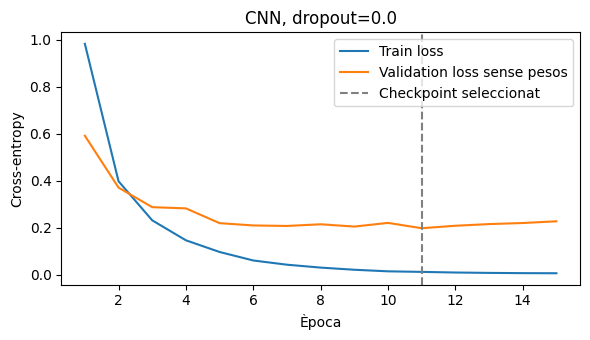 CNN, dropout=0.0
Train loss
Validation loss sense pesos
Checkpoint seleccionat
Cross-entropy
1.0
0.8
0.6
0.4
0.2
0.0
2 4 6 8 10 12 14
Època